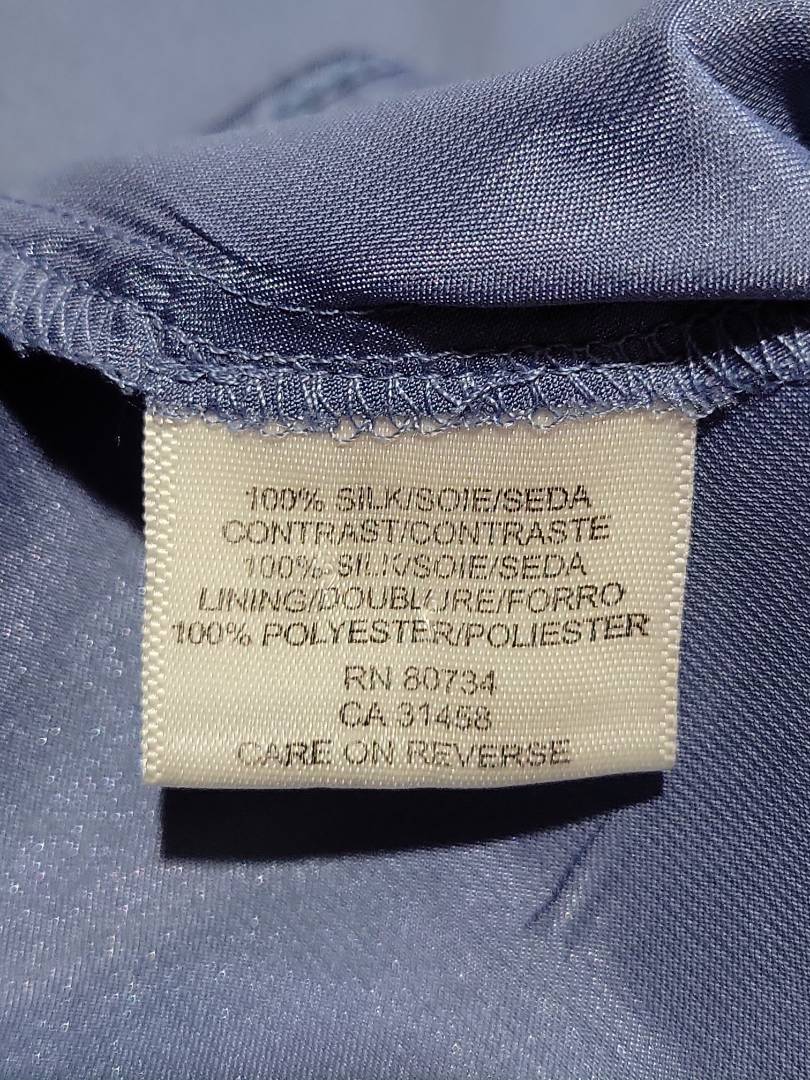 100% SILK/SOIE/SEDA
CONTRAST/CONTRASTE
100% SILK/SOIE/SEDA
LINING/DOUBLURE/FORRO
100% POLYESTER/POLIESTER
RN 80734
CA 31458
CARE ON REVERSE